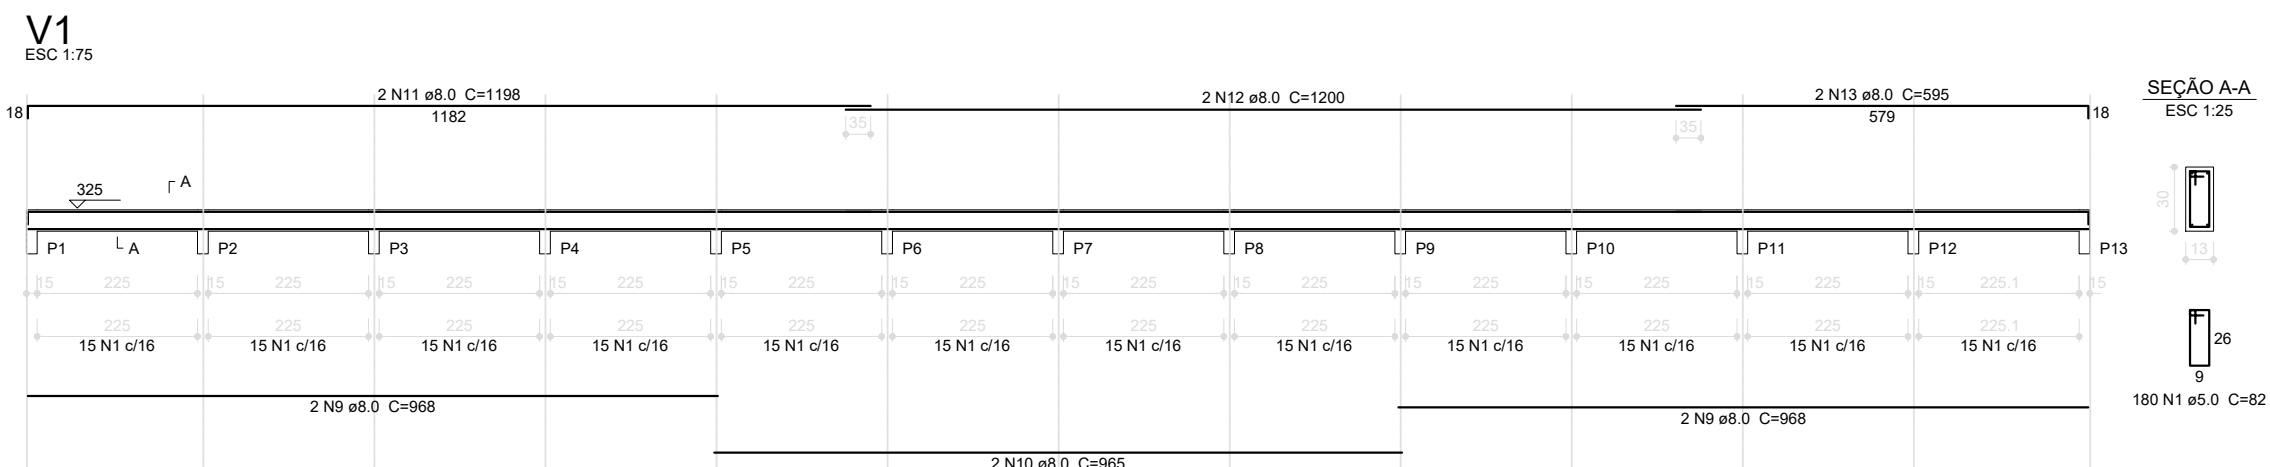 V1
ESC 1:75
2 N11 ø8.0 C=1198
2 N12 ø8.0 C=1200
2 N13 ø8.0 C=595
SEÇÃO A-A
ESC 1:25
18
1182
35
35
579
18
325
A
A
30
13
P1 P2 P3 P4 P5 P6 P7 P8 P9 P10 P11 P12 P13
15 225 15 225 15 225 15 225 15 225 15 225 15 225 15 225 15 225 15 225 15 225 15 225.1 15
225 225 225 225 225 225 225 225 225 225 225 225.1
15 N1 c/16 15 N1 c/16 15 N1 c/16 15 N1 c/16 15 N1 c/16 15 N1 c/16 15 N1 c/16 15 N1 c/16 15 N1 c/16 15 N1 c/16 15 N1 c/16 15 N1 c/16
26
9
180 N1 ø5.0 C=82
2 N9 ø8.0 C=968
2 N9 ø8.0 C=968
2 N10 ø8.0 C=965